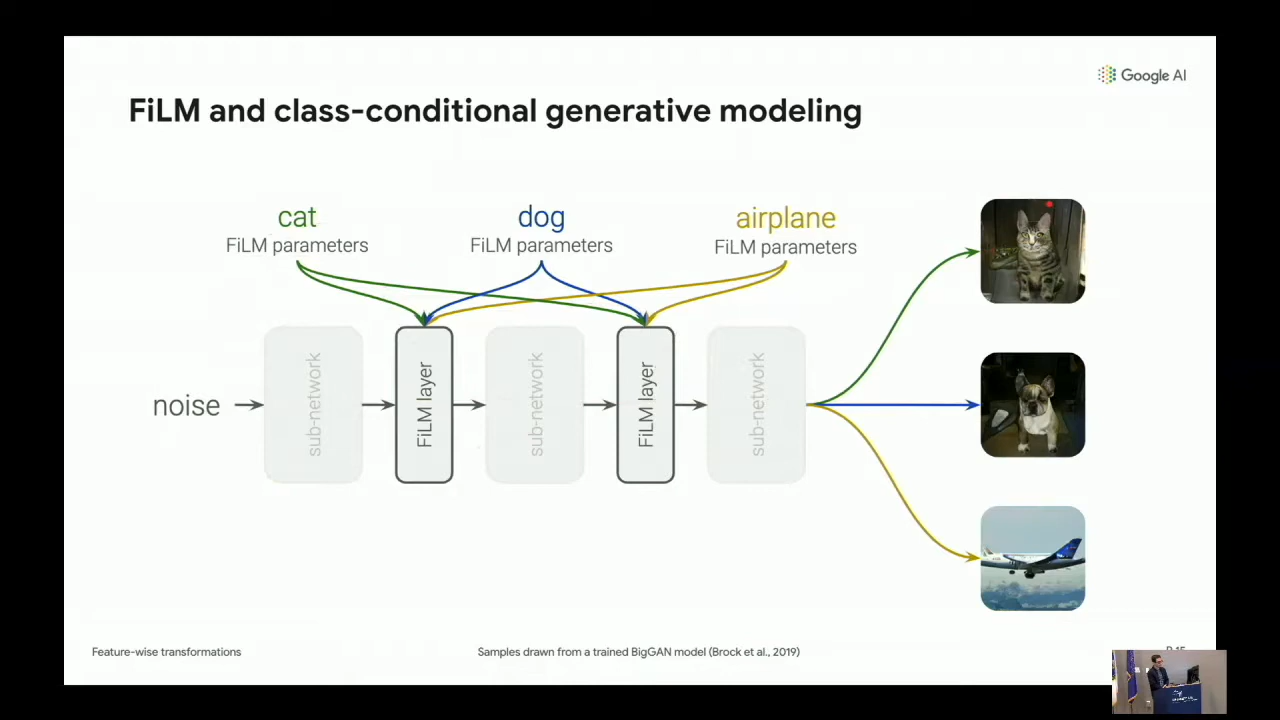 Google AI
FiLM and class-conditional generative modeling
cat
FiLM parameters
dog
FiLM parameters
airplane
FiLM parameters
noise
sub-network
FiLM layer
sub-network
FiLM layer
sub-network
Feature-wise transformations
Samples drawn from a trained BigGAN model (Brock et al., 2019)